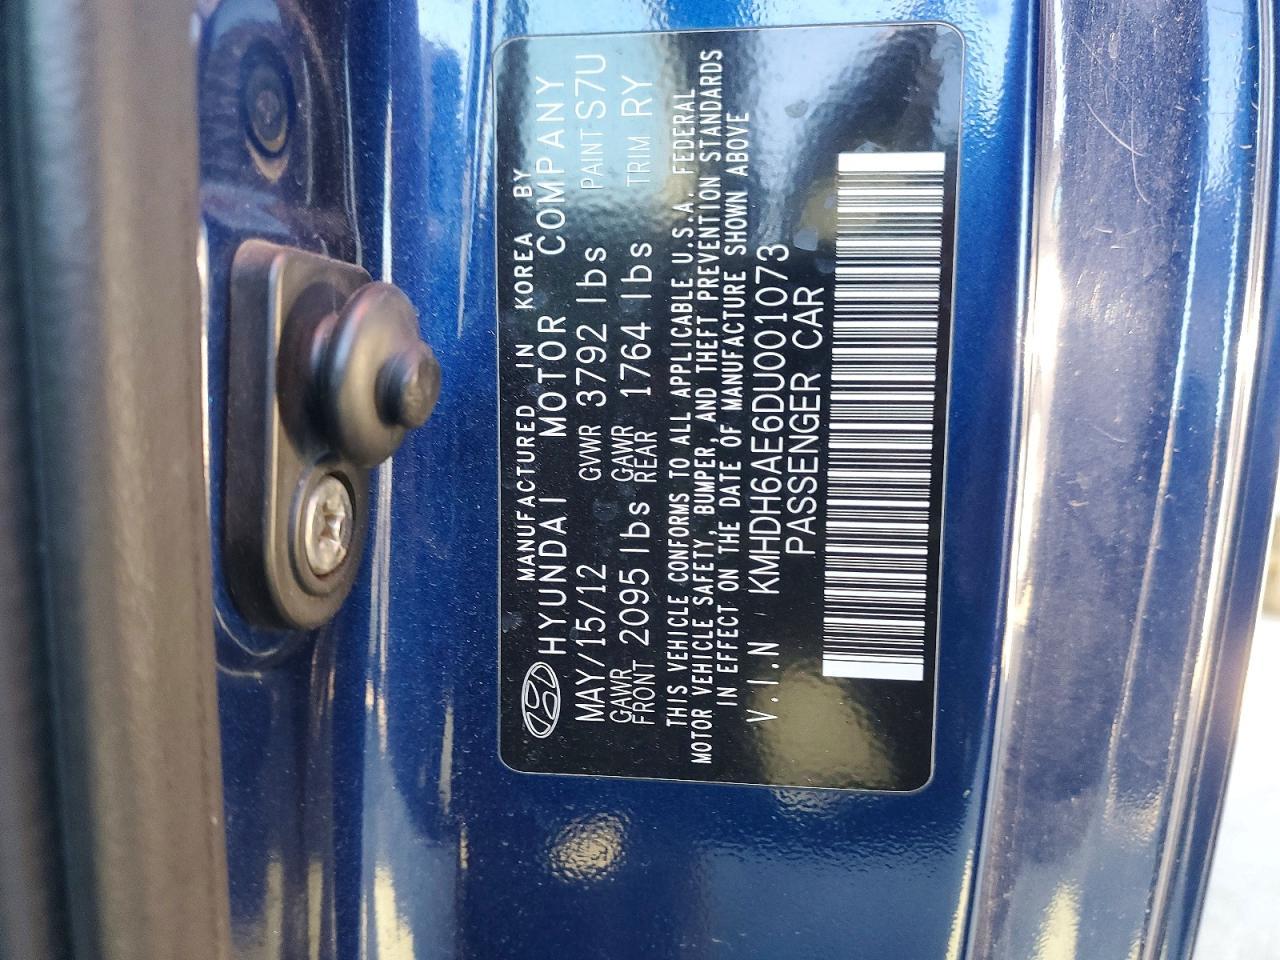 MANUFACTURED IN KOREA BY
HYUNDAI MOTOR COMPANY
MAY/15/12 GVWR 3792 lbs PAINT S7U
GAWR FRONT 2095 lbs GAWR REAR 1764 lbs TRIM RY
THIS VEHICLE CONFORMS TO ALL APPLICABLE U.S.A. FEDERAL
MOTOR VEHICLE SAFETY, BUMPER, AND THEFT PREVENTION STANDARDS
IN EFFECT ON THE DATE OF MANUFACTURE SHOWN ABOVE
V.I.N KMHDH6AE6DU001073
PASSENGER CAR